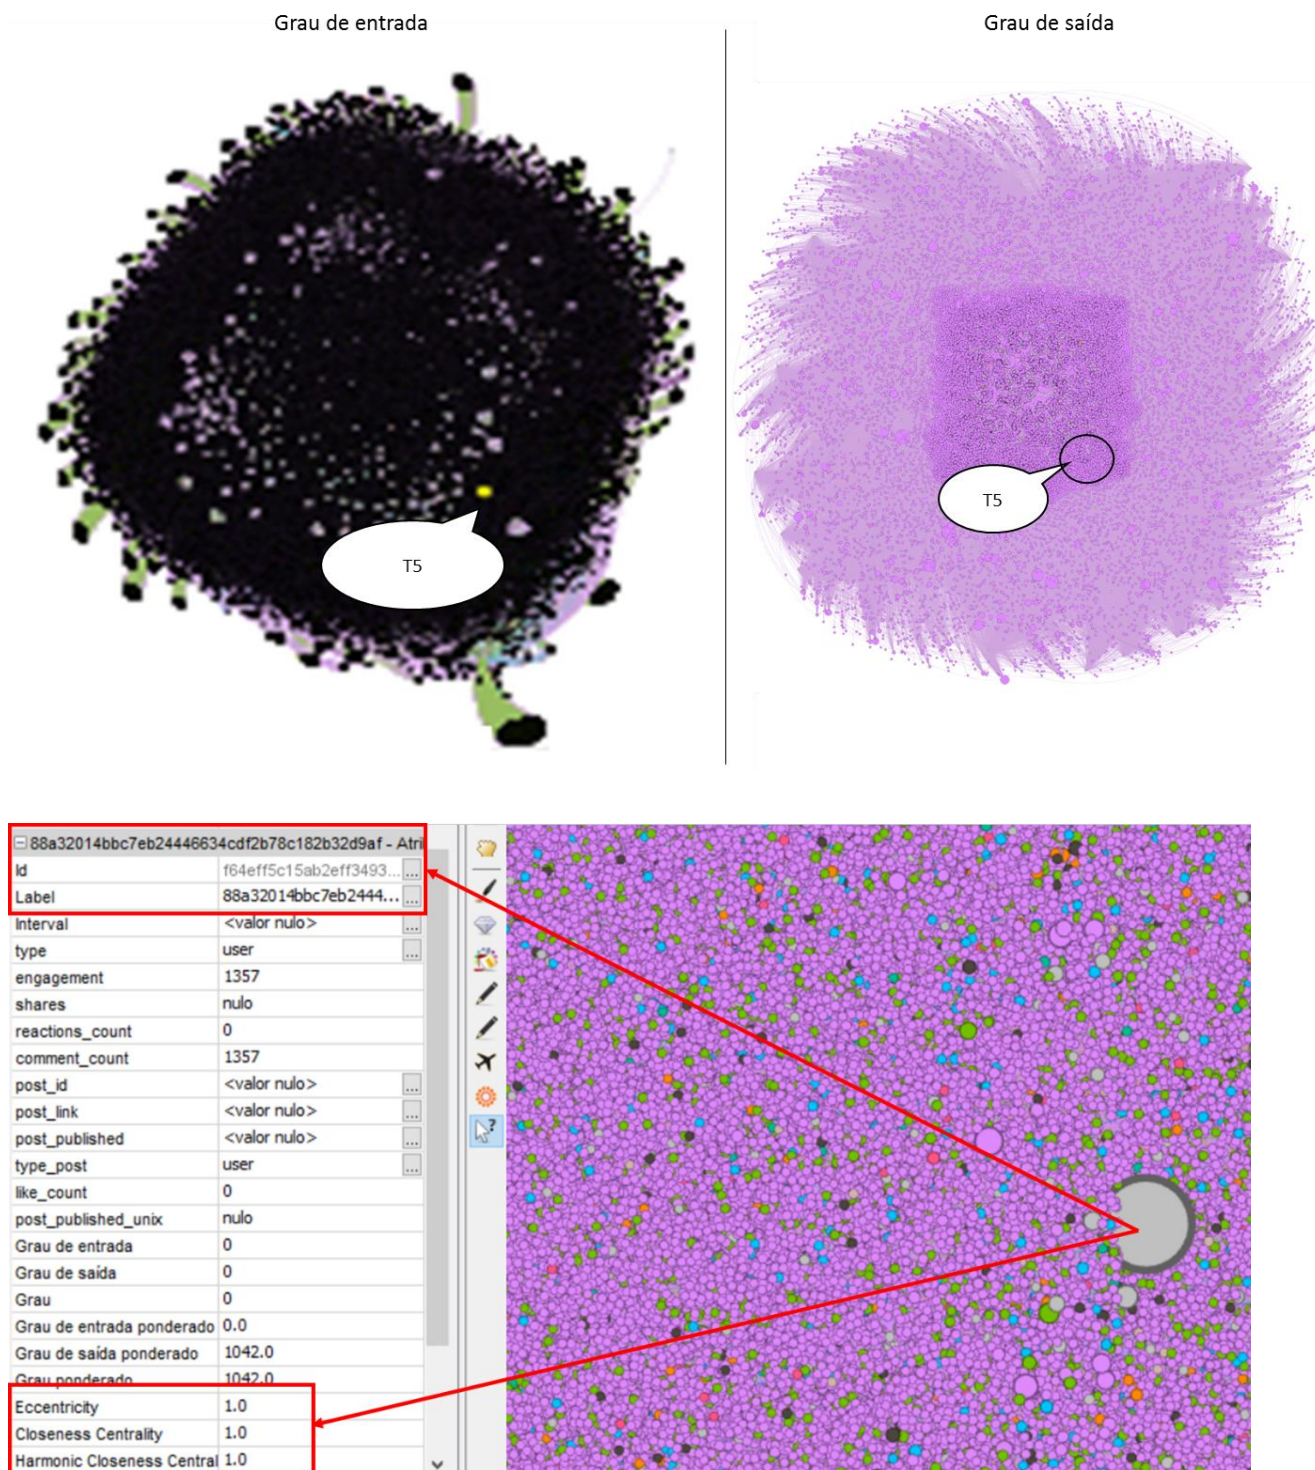 Grau de entrada
Grau de saída
T5
T5
88a32014bbc7eb24446634cdf2b78c182b32d9af - Atri
Id f64eff5c15ab2eff3493... ...
Label 88a32014bbc7eb2444... ...
Interval <valor nulo> ...
type user ...
engagement 1357
shares nulo
reactions_count 0
comment_count 1357
post_id <valor nulo> ...
post_link <valor nulo> ...
post_published <valor nulo> ...
type_post user ...
like_count 0
post_published_unix nulo
Grau de entrada 0
Grau de saída 0
Grau 0
Grau de entrada ponderado 0.0
Grau de saída ponderado 1042.0
Grau ponderado 1042.0
Eccentricity 1.0
Closeness Centrality 1.0
Harmonic Closeness Central 1.0